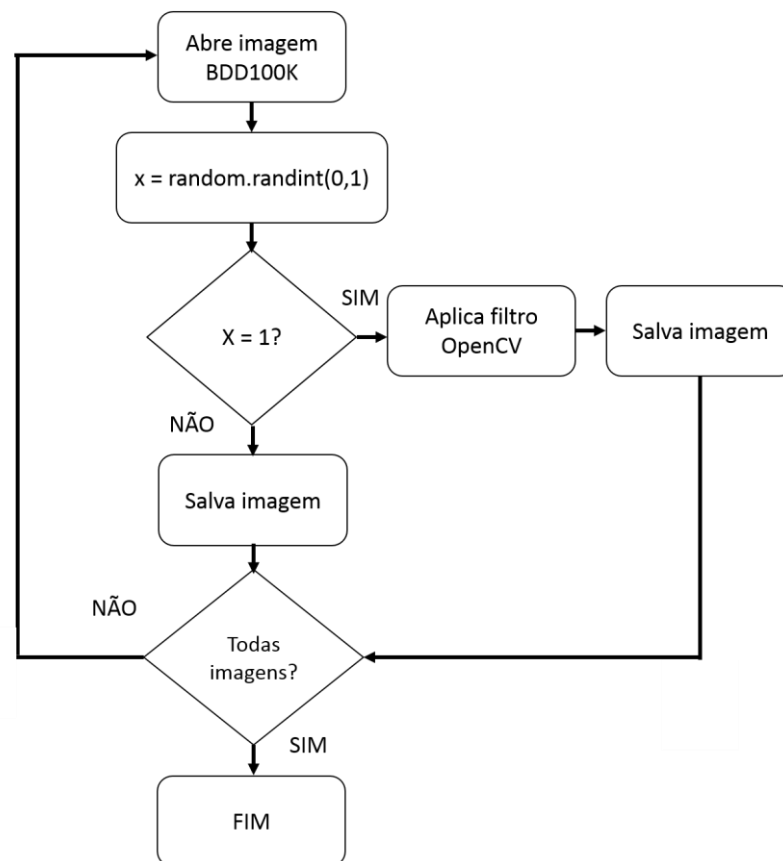 Abre imagem
BDD100K
x = random.randint(0,1)
SIM
X = 1?
Aplica filtro
OpenCV
Salva imagem
NÃO
Salva imagem
NÃO
Todas
imagens?
SIM
FIM